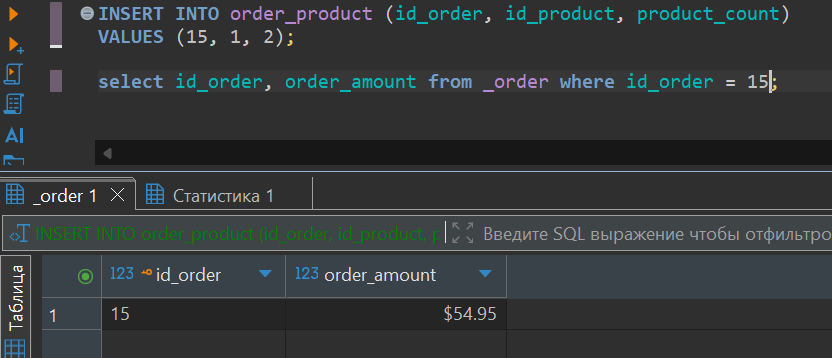 INSERT INTO order_product (id_order, id_product, product_count)
VALUES (15, 1, 2);
select id_order, order_amount from _order where id_order = 15;
AI
_order 1
Статистика 1
INSERT INTO order_product (id_order, id_product, p
Введите SQL выражение чтобы отфильтро
Таблица
123 id_order
123 order_amount
1 15 $54.95